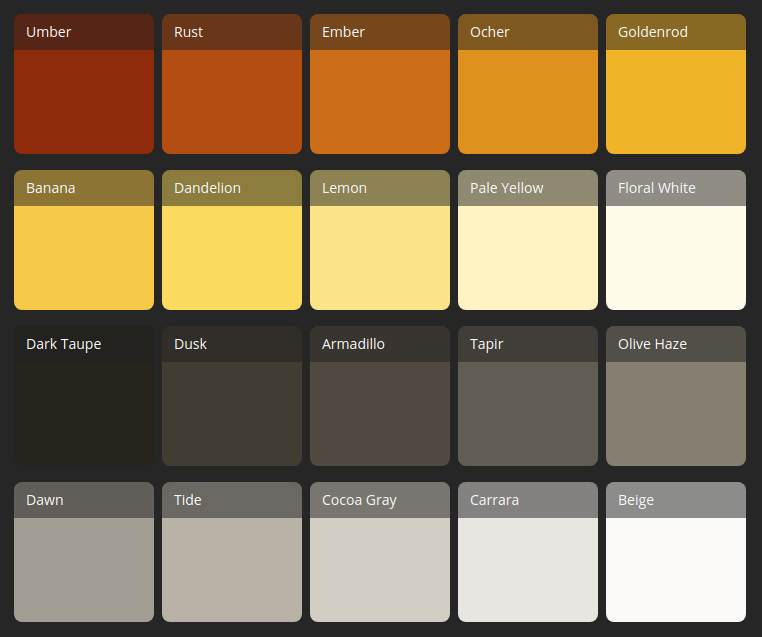 Umber
Rust
Ember
Ocher
Goldenrod
Banana
Dandelion
Lemon
Pale Yellow
Floral White
Dark Taupe
Dusk
Armadillo
Tapir
Olive Haze
Dawn
Tide
Cocoa Gray
Carrara
Beige